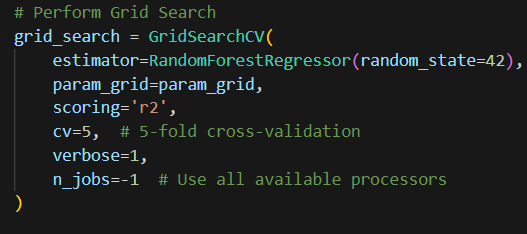 # Perform Grid Search
grid_search = GridSearchCV(
    estimator=RandomForestRegressor(random_state=42),
    param_grid=param_grid,
    scoring='r2',
    cv=5,  # 5-fold cross-validation
    verbose=1,
    n_jobs=-1  # Use all available processors
)